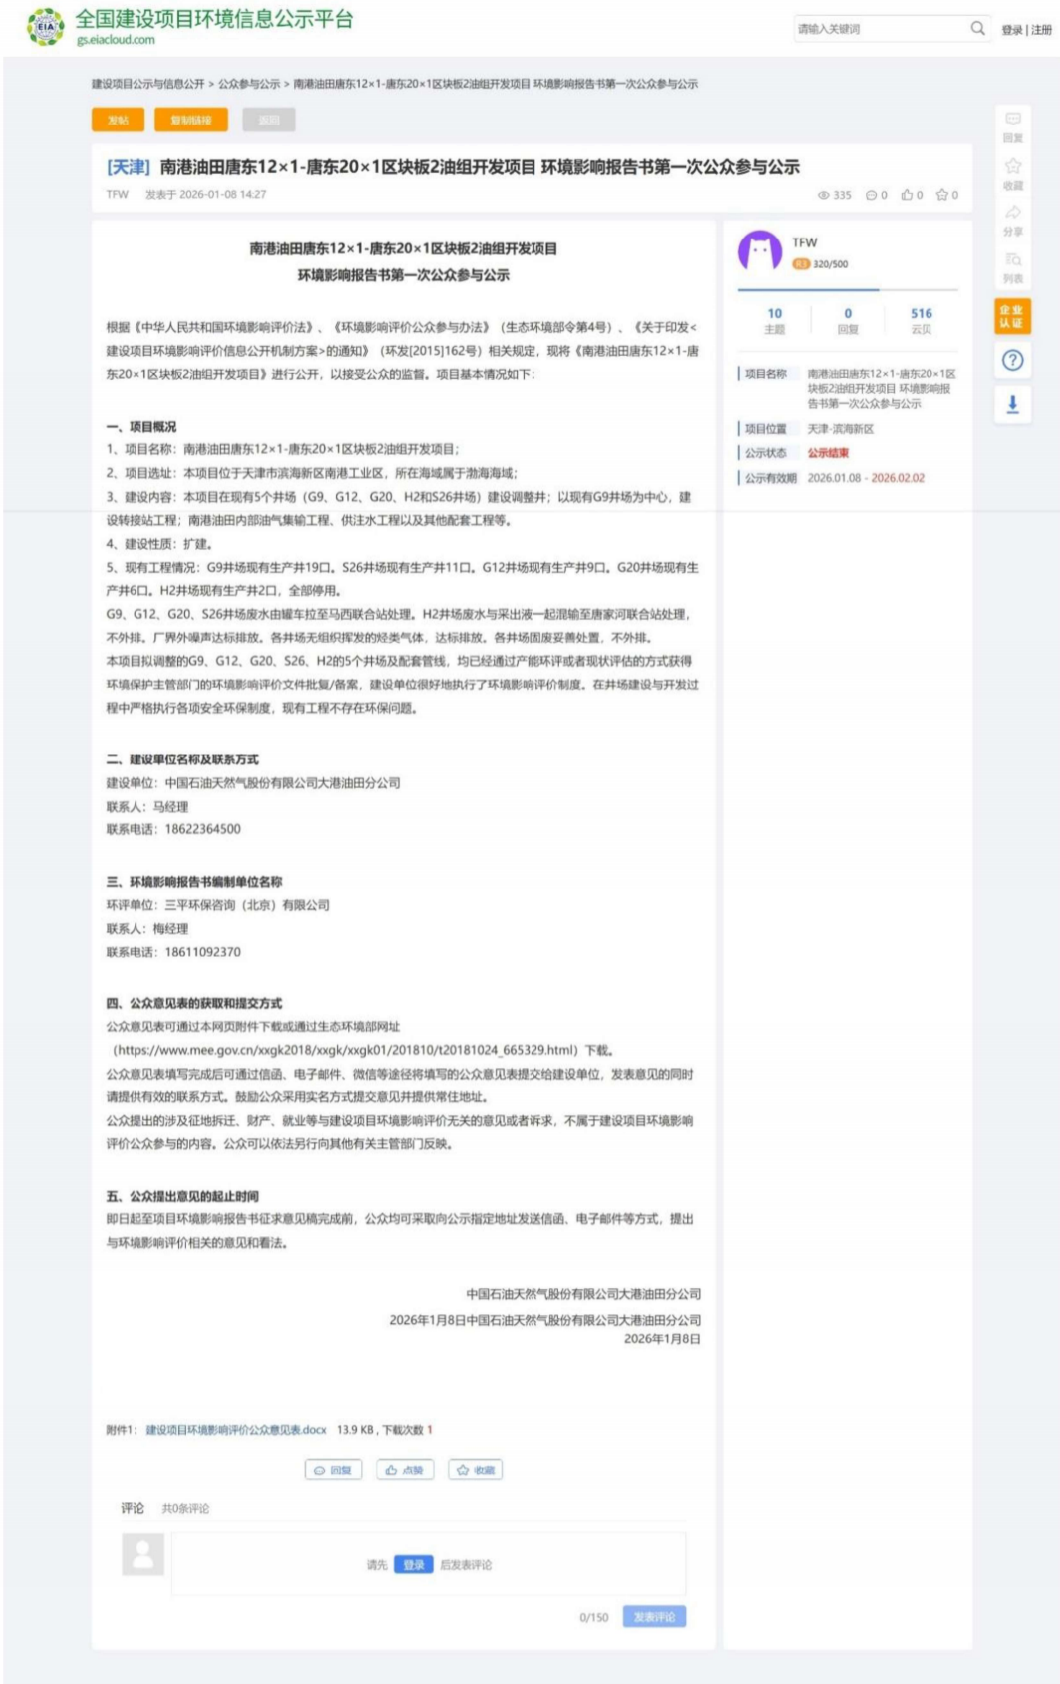 全国建设项目环境信息公示平台
gs.eiacloud.com
请输入关键词
登录 | 注册
建设项目公示与信息公开 > 公众参与公示 > 南港油田唐东12×1-唐东20×1区块板2油组开发项目 环境影响报告书第一次公众参与公示
发帖 复制链接 返回
[天津] 南港油田唐东12×1-唐东20×1区块板2油组开发项目 环境影响报告书第一次公众参与公示
TFW 发表于 2026-01-08 14:27
335 0 0 0
南港油田唐东12×1-唐东20×1区块板2油组开发项目
环境影响报告书第一次公众参与公示
根据《中华人民共和国环境影响评价法》、《环境影响评价公众参与办法》（生态环境部令第4号）、《关于印发<
建设项目环境影响评价信息公开机制方案>的通知》（环发[2015]162号）相关规定，现将《南港油田唐东12×1-唐
东20×1区块板2油组开发项目》进行公开，以接受公众的监督。项目基本情况如下：
一、项目概况
1、项目名称：南港油田唐东12×1-唐东20×1区块板2油组开发项目；
2、项目选址：本项目位于天津市滨海新区南港工业区，所在海域属于渤海海域；
3、建设内容：本项目在现有5个井场（G9、G12、G20、H2和S26井场）建设调整井；以现有G9井场为中心，建
设转接站工程；南港油田内部油气集输工程、供注水工程以及其他配套工程等。
4、建设性质：扩建。
5、现有工程情况：G9井场现有生产井19口。S26井场现有生产井11口。G12井场现有生产井9口。G20井场现有生
产井6口。H2井场现有生产井2口，全部停用。
G9、G12、G20、S26井场废水由罐车拉至马西联合站处理。H2井场废水与采出液一起混输至唐家河联合站处理，
不外排。厂界外噪声达标排放。各井场无组织挥发的烃类气体，达标排放。各井场固废妥善处置，不外排。
本项目拟调整的G9、G12、G20、S26、H2的5个井场及配套管线，均已经通过产能环评或者现状评估的方式获得
环境保护主管部门的环境影响评价文件批复/备案，建设单位很好地执行了环境影响评价制度。在井场建设与开发过
程中严格执行各项安全环保制度，现有工程不存在环保问题。
二、建设单位名称及联系方式
建设单位：中国石油天然气股份有限公司大港油田分公司
联系人：马经理
联系电话：18622364500
三、环境影响报告书编制单位名称
环评单位：三平环保咨询（北京）有限公司
联系人：梅经理
联系电话：18611092370
四、公众意见表的获取和提交方式
公众意见表可通过本网页附件下载或通过生态环境部网址
（https://www.mee.gov.cn/xxgk2018/xxgk/xxgk01/201810/t20181024_665329.html）下载。
公众意见表填写完成后可通过信函、电子邮件、微信等途径将填写的公众意见表提交给建设单位，发表意见的同时
请提供有效的联系方式。鼓励公众采用实名方式提交意见并提供常住地址。
公众提出的涉及征地拆迁、财产、就业等与建设项目环境影响评价无关的意见或者诉求，不属于建设项目环境影响
评价公众参与的内容。公众可以依法另行向其他有关主管部门反映。
五、公众提出意见的起止时间
即日起至项目环境影响报告书征求意见稿完成前，公众均可采取向公示指定地址发送信函、电子邮件等方式，提出
与环境影响评价相关的意见和看法。
中国石油天然气股份有限公司大港油田分公司
2026年1月8日中国石油天然气股份有限公司大港油田分公司
2026年1月8日
附件1： 建设项目环境影响评价公众意见表.docx 13.9 KB , 下载次数 1
回复 点赞 收藏
评论 共0条评论
请先 登录 后发表评论
0/150 发表评论
TFW
R3 320/500
10 0 516
主题 回复 云贝
项目名称 南港油田唐东12×1-唐东20×1区
块板2油组开发项目 环境影响报
告书第一次公众参与公示
项目位置 天津-滨海新区
公示状态 公示结束
公示有效期 2026.01.08 - 2026.02.02
回复
收藏
分享
列表
企业
认证